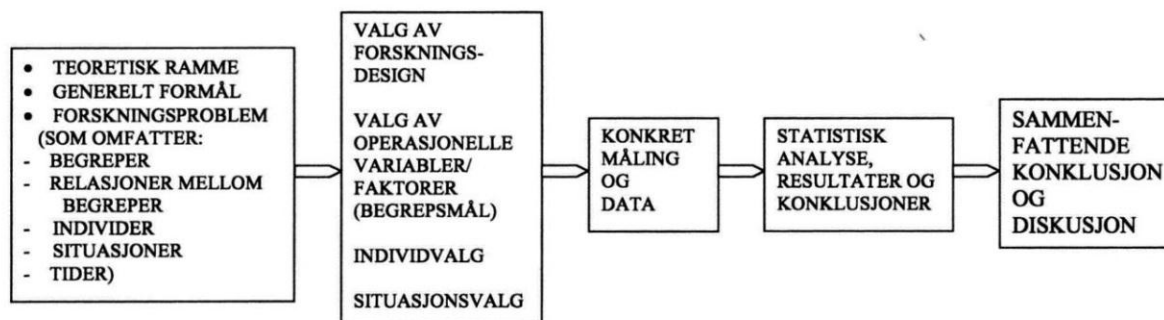 • TEORETISK RAMME
• GENERELT FORMÅL
• FORSKNINGSPROBLEM
(SOM OMFATTER:
- BEGREPER
- RELASJONER MELLOM
BEGREPER
- INDIVIDER
- SITUASJONER
- TIDER)
VALG AV
FORSKNINGS-
DESIGN
VALG AV
OPERASJONELLE
VARIABLER/
FAKTORER
(BEGREPSMÅL)
INDIVIDVALG
SITUASJONSVALG
KONKRET
MÅLING
OG
DATA
STATISTISK
ANALYSE,
RESULTATER OG
KONKLUSJONER
SAMMEN-
FATTENDE
KONKLUSJON
OG
DISKUSJON